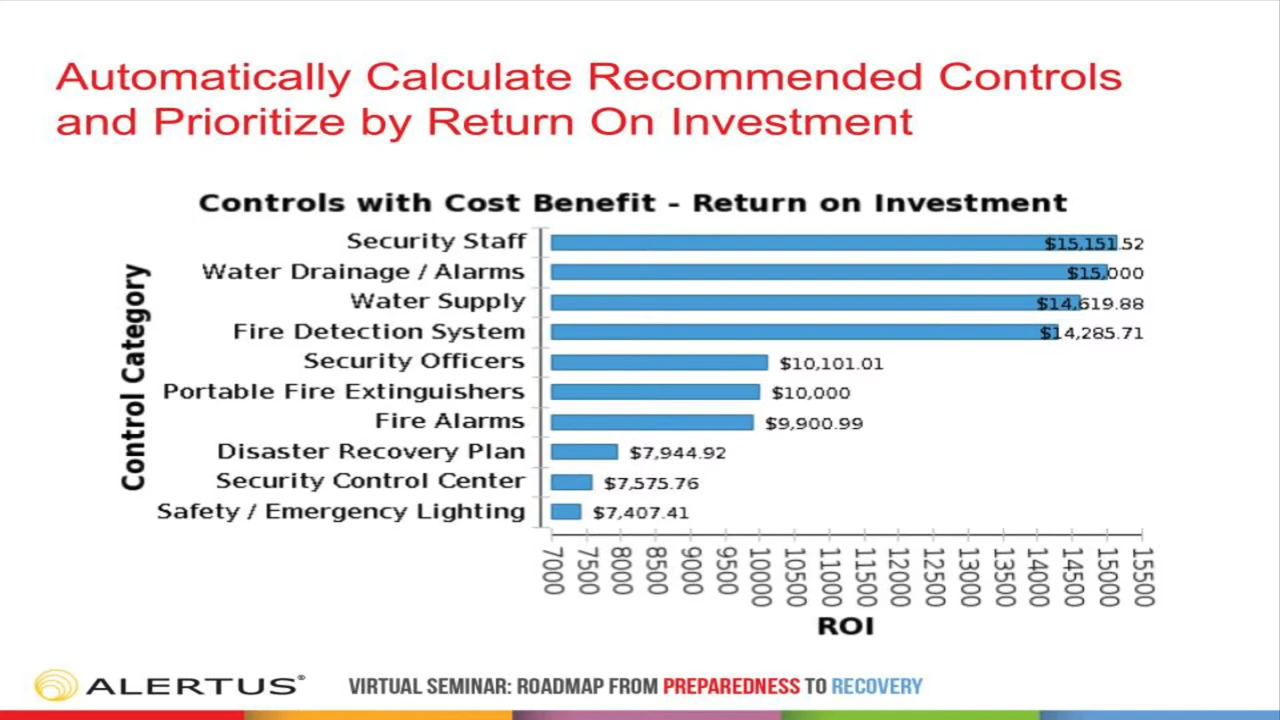 Automatically Calculate Recommended Controls
and Prioritize by Return On Investment
Controls with Cost Benefit - Return on Investment
Control Category
Security Staff $15,151.52
Water Drainage / Alarms $15,000
Water Supply $14,619.88
Fire Detection System $14,285.71
Security Officers $10,101.01
Portable Fire Extinguishers $10,000
Fire Alarms $9,900.99
Disaster Recovery Plan $7,944.92
Security Control Center $7,575.76
Safety / Emergency Lighting $7,407.41
7000 7500 8000 8500 9000 9500 10000 10500 11000 11500 12000 12500 13000 13500 14000 14500 15000 15500
ROI
ALERTUS® VIRTUAL SEMINAR: ROADMAP FROM PREPAREDNESS TO RECOVERY